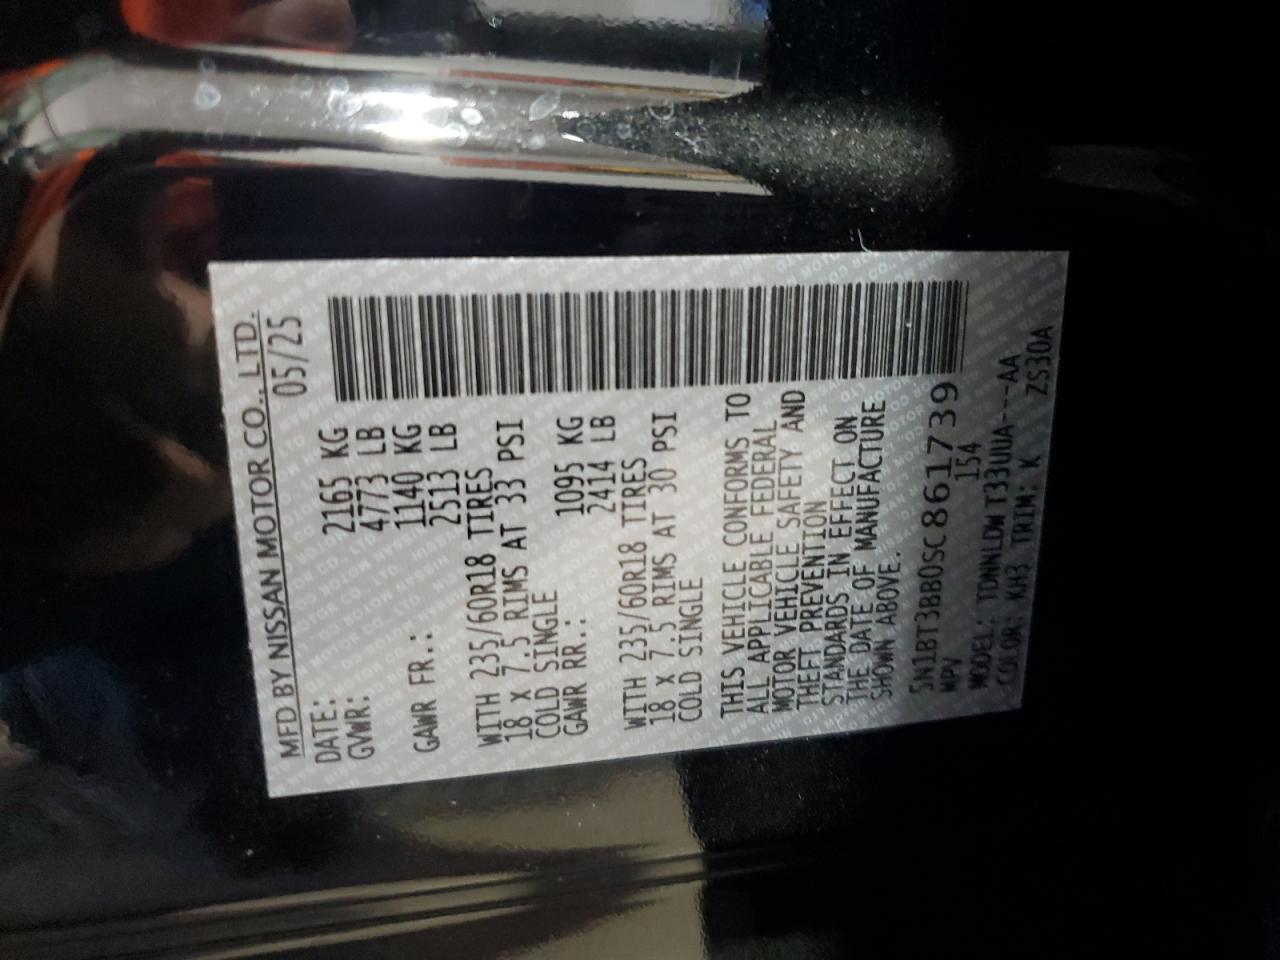 MFD BY NISSAN MOTOR CO., LTD.
DATE: 05/25
GVWR: 2165 KG
4773 LB
GAWR FR.: 1140 KG
2513 LB
WITH 235/60R18 TIRES
18 X 7.5 RIMS AT 33 PSI
COLD SINGLE
GAWR RR.: 1095 KG
2414 LB
WITH 235/60R18 TIRES
18 X 7.5 RIMS AT 30 PSI
COLD SINGLE
THIS VEHICLE CONFORMS TO
ALL APPLICABLE FEDERAL
MOTOR VEHICLE SAFETY AND
THEFT PREVENTION
STANDARDS IN EFFECT ON
THE DATE OF MANUFACTURE
SHOWN ABOVE.
5N1BT3BB0SC861739
MPV 154
MODEL: TDNNLDW T33UUA---AA
COLOR: KH3 TRIM: K ZS30A